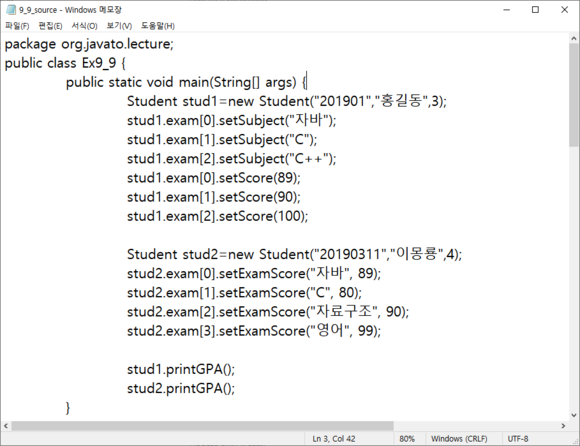 9_9_source - Windows 메모장
파일(F) 편집(E) 서식(O) 보기(V) 도움말(H)
package org.javato.lecture;
public class Ex9_9 {
public static void main(String[] args) {
Student stud1=new Student("201901","홍길동",3);
stud1.exam[0].setSubject("자바");
stud1.exam[1].setSubject("C");
stud1.exam[2].setSubject("C++");
stud1.exam[0].setScore(89);
stud1.exam[1].setScore(90);
stud1.exam[2].setScore(100);
Student stud2=new Student("20190311","이몽룡",4);
stud2.exam[0].setExamScore("자바", 89);
stud2.exam[1].setExamScore("C", 80);
stud2.exam[2].setExamScore("자료구조", 90);
stud2.exam[3].setExamScore("영어", 99);
stud1.printGPA();
stud2.printGPA();
}
Ln 3, Col 42 80% Windows (CRLF) UTF-8